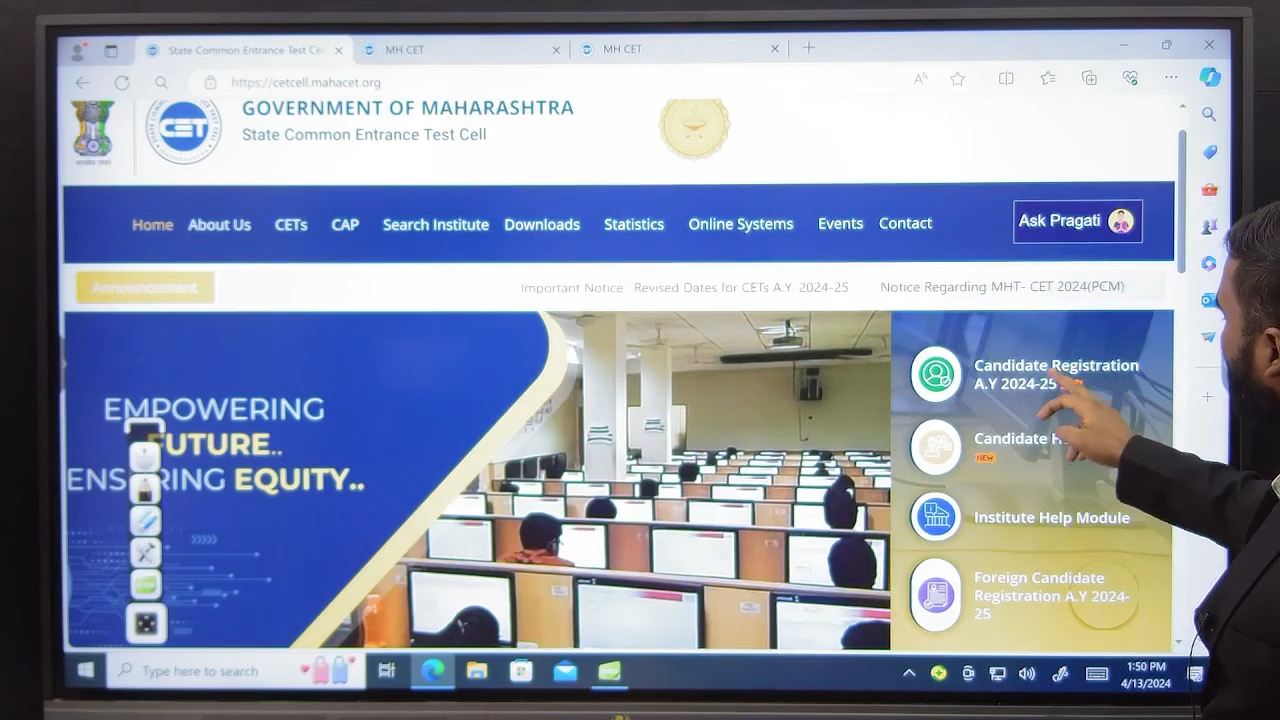 State Common Entrance Test Ce
MH CET
MH CET
https://cetcell.mahacet.org
GOVERNMENT OF MAHARASHTRA
State Common Entrance Test Cell
CET
Home About Us CETs CAP Search Institute Downloads Statistics Online Systems Events Contact
Ask Pragati
Announcement
Important Notice Revised Dates for CETs A.Y. 2024-25 Notice Regarding MHT- CET 2024(PCM)
EMPOWERING
FUTURE..
ENSURING EQUITY..
Candidate Registration
A.Y 2024-25
Candidate
NEW
Institute Help Module
Foreign Candidate
Registration A.Y 2024-
25
Type here to search
1:50 PM
4/13/2024